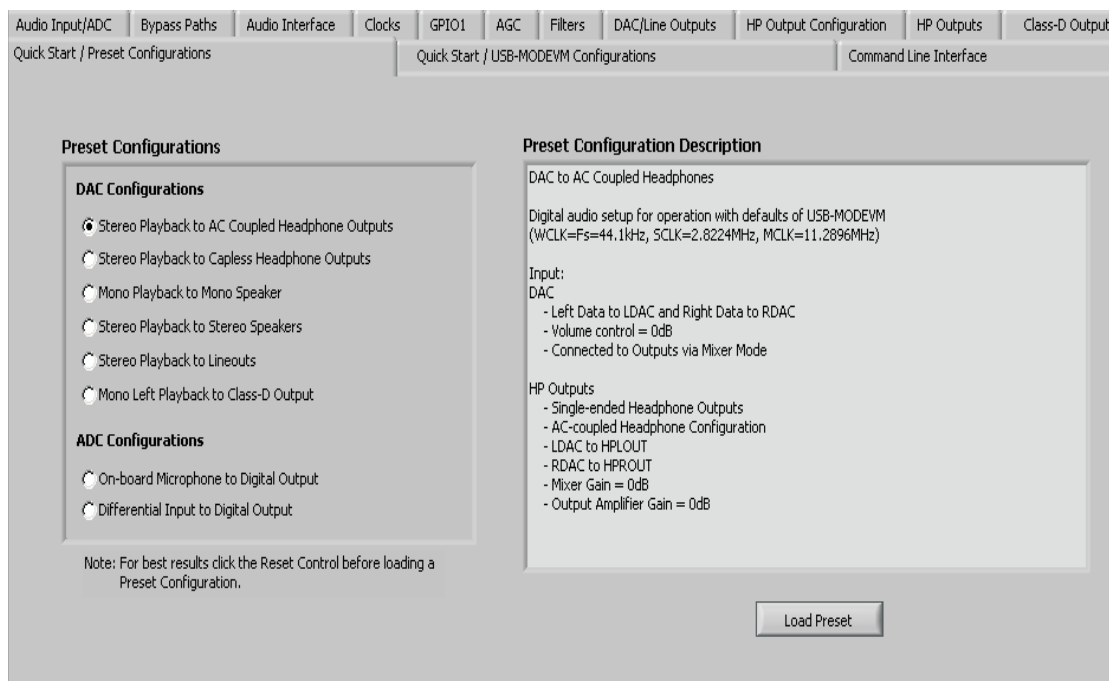 Audio Input/ADC
Bypass Paths
Audio Interface
Clocks
GPIO1
AGC
Filters
DAC/Line Outputs
HP Output Configuration
HP Outputs
Class-D Output
Quick Start / Preset Configurations
Quick Start / USB-MODEVM Configurations
Command Line Interface
Preset Configurations
DAC Configurations
Stereo Playback to AC Coupled Headphone Outputs
Stereo Playback to Capless Headphone Outputs
Mono Playback to Mono Speaker
Stereo Playback to Stereo Speakers
Stereo Playback to Lineouts
Mono Left Playback to Class-D Output
ADC Configurations
On-board Microphone to Digital Output
Differential Input to Digital Output
Note: For best results click the Reset Control before loading a
Preset Configuration.
Preset Configuration Description
DAC to AC Coupled Headphones
Digital audio setup for operation with defaults of USB-MODEVM
(WCLK=Fs=44.1kHz, SCLK=2.8224MHz, MCLK=11.2896MHz)
Input:
DAC
- Left Data to LDAC and Right Data to RDAC
- Volume control = 0dB
- Connected to Outputs via Mixer Mode
HP Outputs
- Single-ended Headphone Outputs
- AC-coupled Headphone Configuration
- LDAC to HPLOUT
- RDAC to HPROUT
- Mixer Gain = 0dB
- Output Amplifier Gain = 0dB
Load Preset